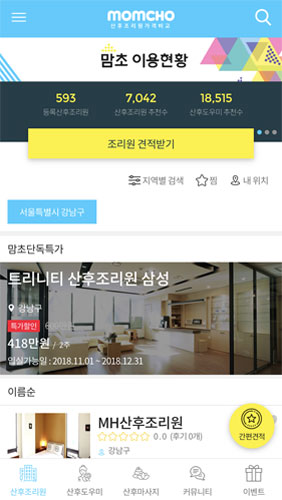 MOMCHO
산후조리원가격비교
맘초 이용현황
593
7,042
18,515
등록산후조리원
산후조리원 추천수
산후도우미 추천수
조리원 견적받기
지역별 검색
찜
내 위치
서울특별시 강남구
맘초단독특가
트리니티 산후조리원 삼성
강남구
특가할인
418만원 / 2주
입실가능일 : 2018.11.01 ~ 2018.12.31
이름순
MH산후조리원
0.0 (후기 0개)
강남구
간편견적
산후조리원
산후도우미
산후마사지
커뮤니티
이벤트